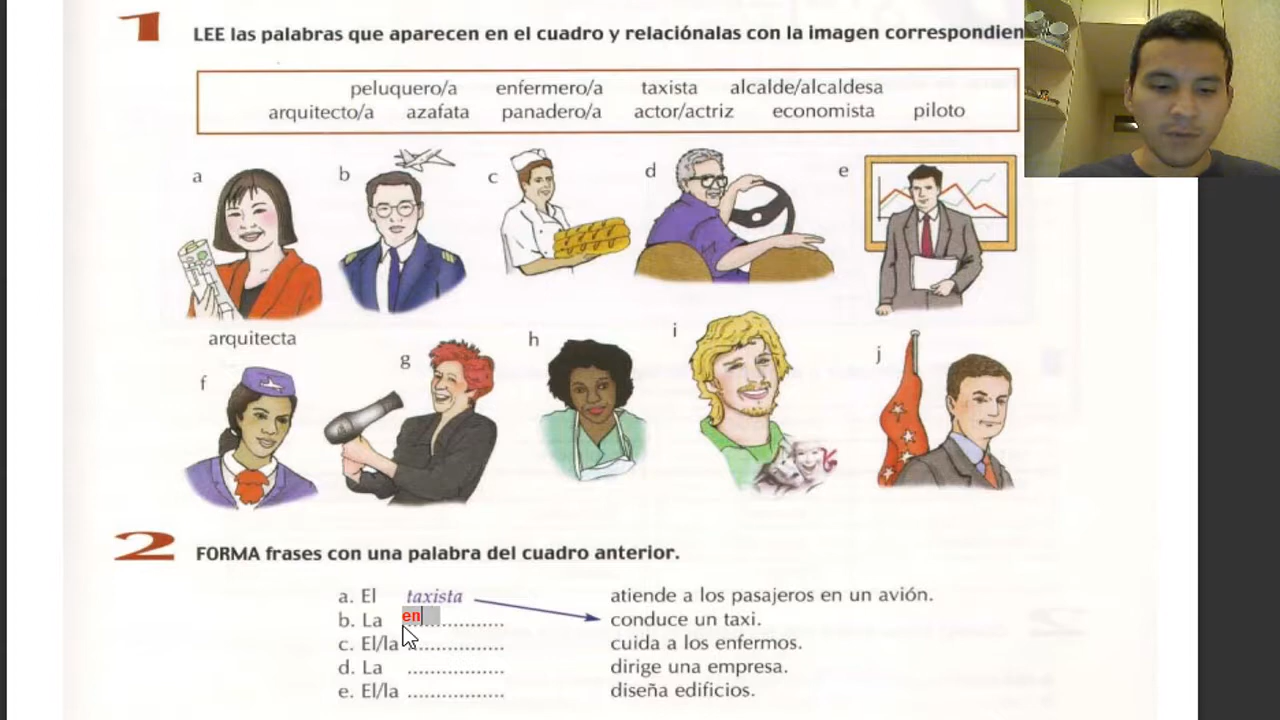 1 LEE las palabras que aparecen en el cuadro y relaciónalas con la imagen correspondien
peluquero/a enfermero/a taxista alcalde/alcaldesa
arquitecto/a azafata panadero/a actor/actriz economista piloto
a b c d e
arquitecta
f g h i j
2 FORMA frases con una palabra del cuadro anterior.
a. El taxista atiende a los pasajeros en un avión.
b. La en .................. conduce un taxi.
c. El/la .................. cuida a los enfermos.
d. La .................. dirige una empresa.
e. El/la .................. diseña edificios.